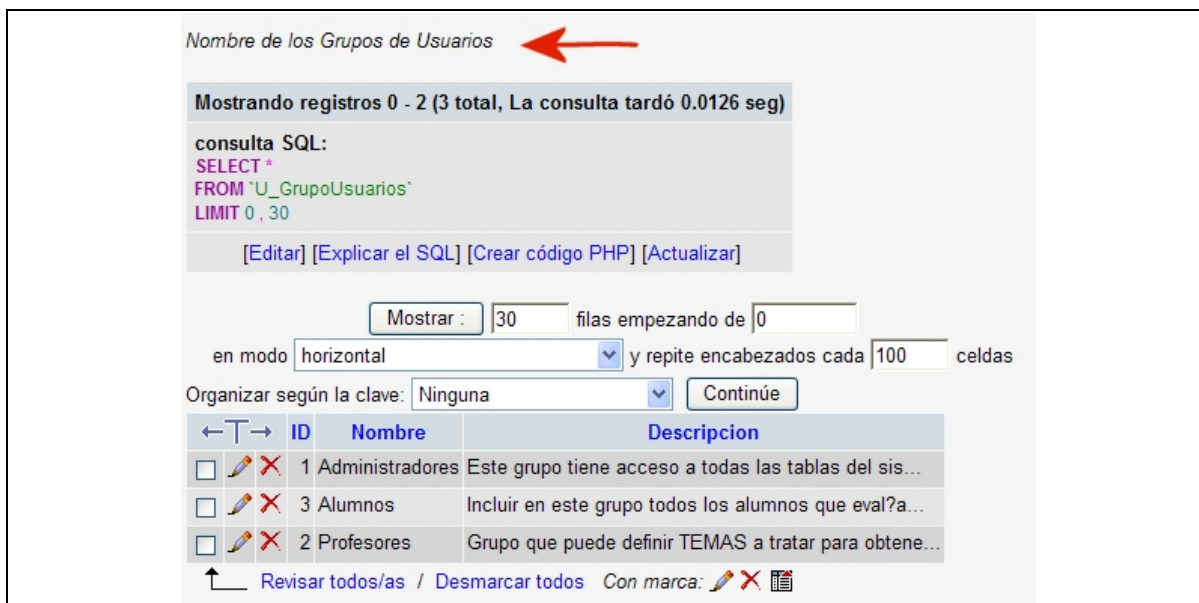 Nombre de los Grupos de Usuarios
Mostrando registros 0 - 2 (3 total, La consulta tardó 0.0126 seg)
consulta SQL:
SELECT *
FROM `U_GrupoUsuarios`
LIMIT 0 , 30
[Editar] [Explicar el SQL] [Crear código PHP] [Actualizar]
Mostrar : 30 filas empezando de 0
en modo horizontal y repite encabezados cada 100 celdas
Organizar según la clave: Ninguna Continúe
←T→ ID Nombre Descripcion
1 Administradores Este grupo tiene acceso a todas las tablas del sis...
3 Alumnos Incluir en este grupo todos los alumnos que eval?a...
2 Profesores Grupo que puede definir TEMAS a tratar para obtene...
Revisar todos/as / Desmarcar todos Con marca: